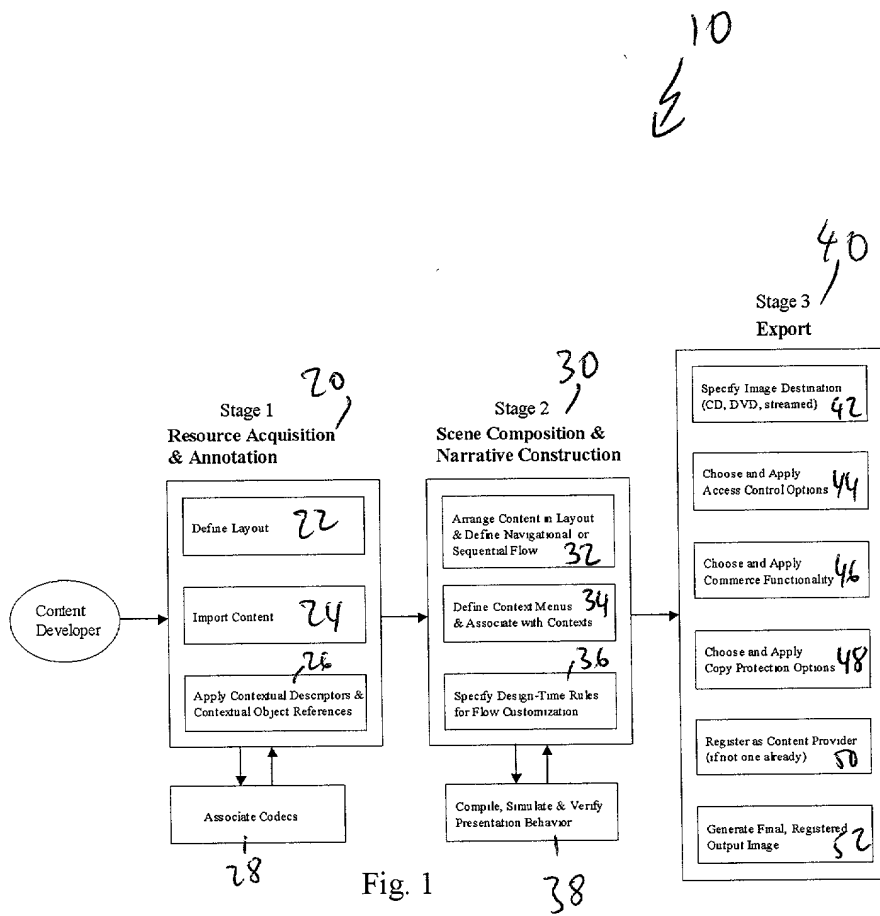 10
40
Stage 3
Export
20
Stage 1
Resource Acquisition
& Annotation
30
Stage 2
Scene Composition &
Narrative Construction
Content
Developer
Define Layout 22
Import Content 24
26
Apply Contextual Descriptors &
Contextual Object References
Associate Codecs
28
Arrange Content in Layout
& Define Navigational or
Sequential Flow 32
Define Context Menus 34
& Associate with Contexts
36
Specify Design-Time Rules
for Flow Customization
Compile, Simulate & Verify
Presentation Behavior
38
Specify Image Destination
(CD, DVD, streamed) 42
Choose and Apply
Access Control Options 44
Choose and Apply
Commerce Functionality 46
Choose and Apply
Copy Protection Options 48
Register as Content Provider
(if not one already) 50
Generate Final, Registered
Output Image 52
Fig. 1